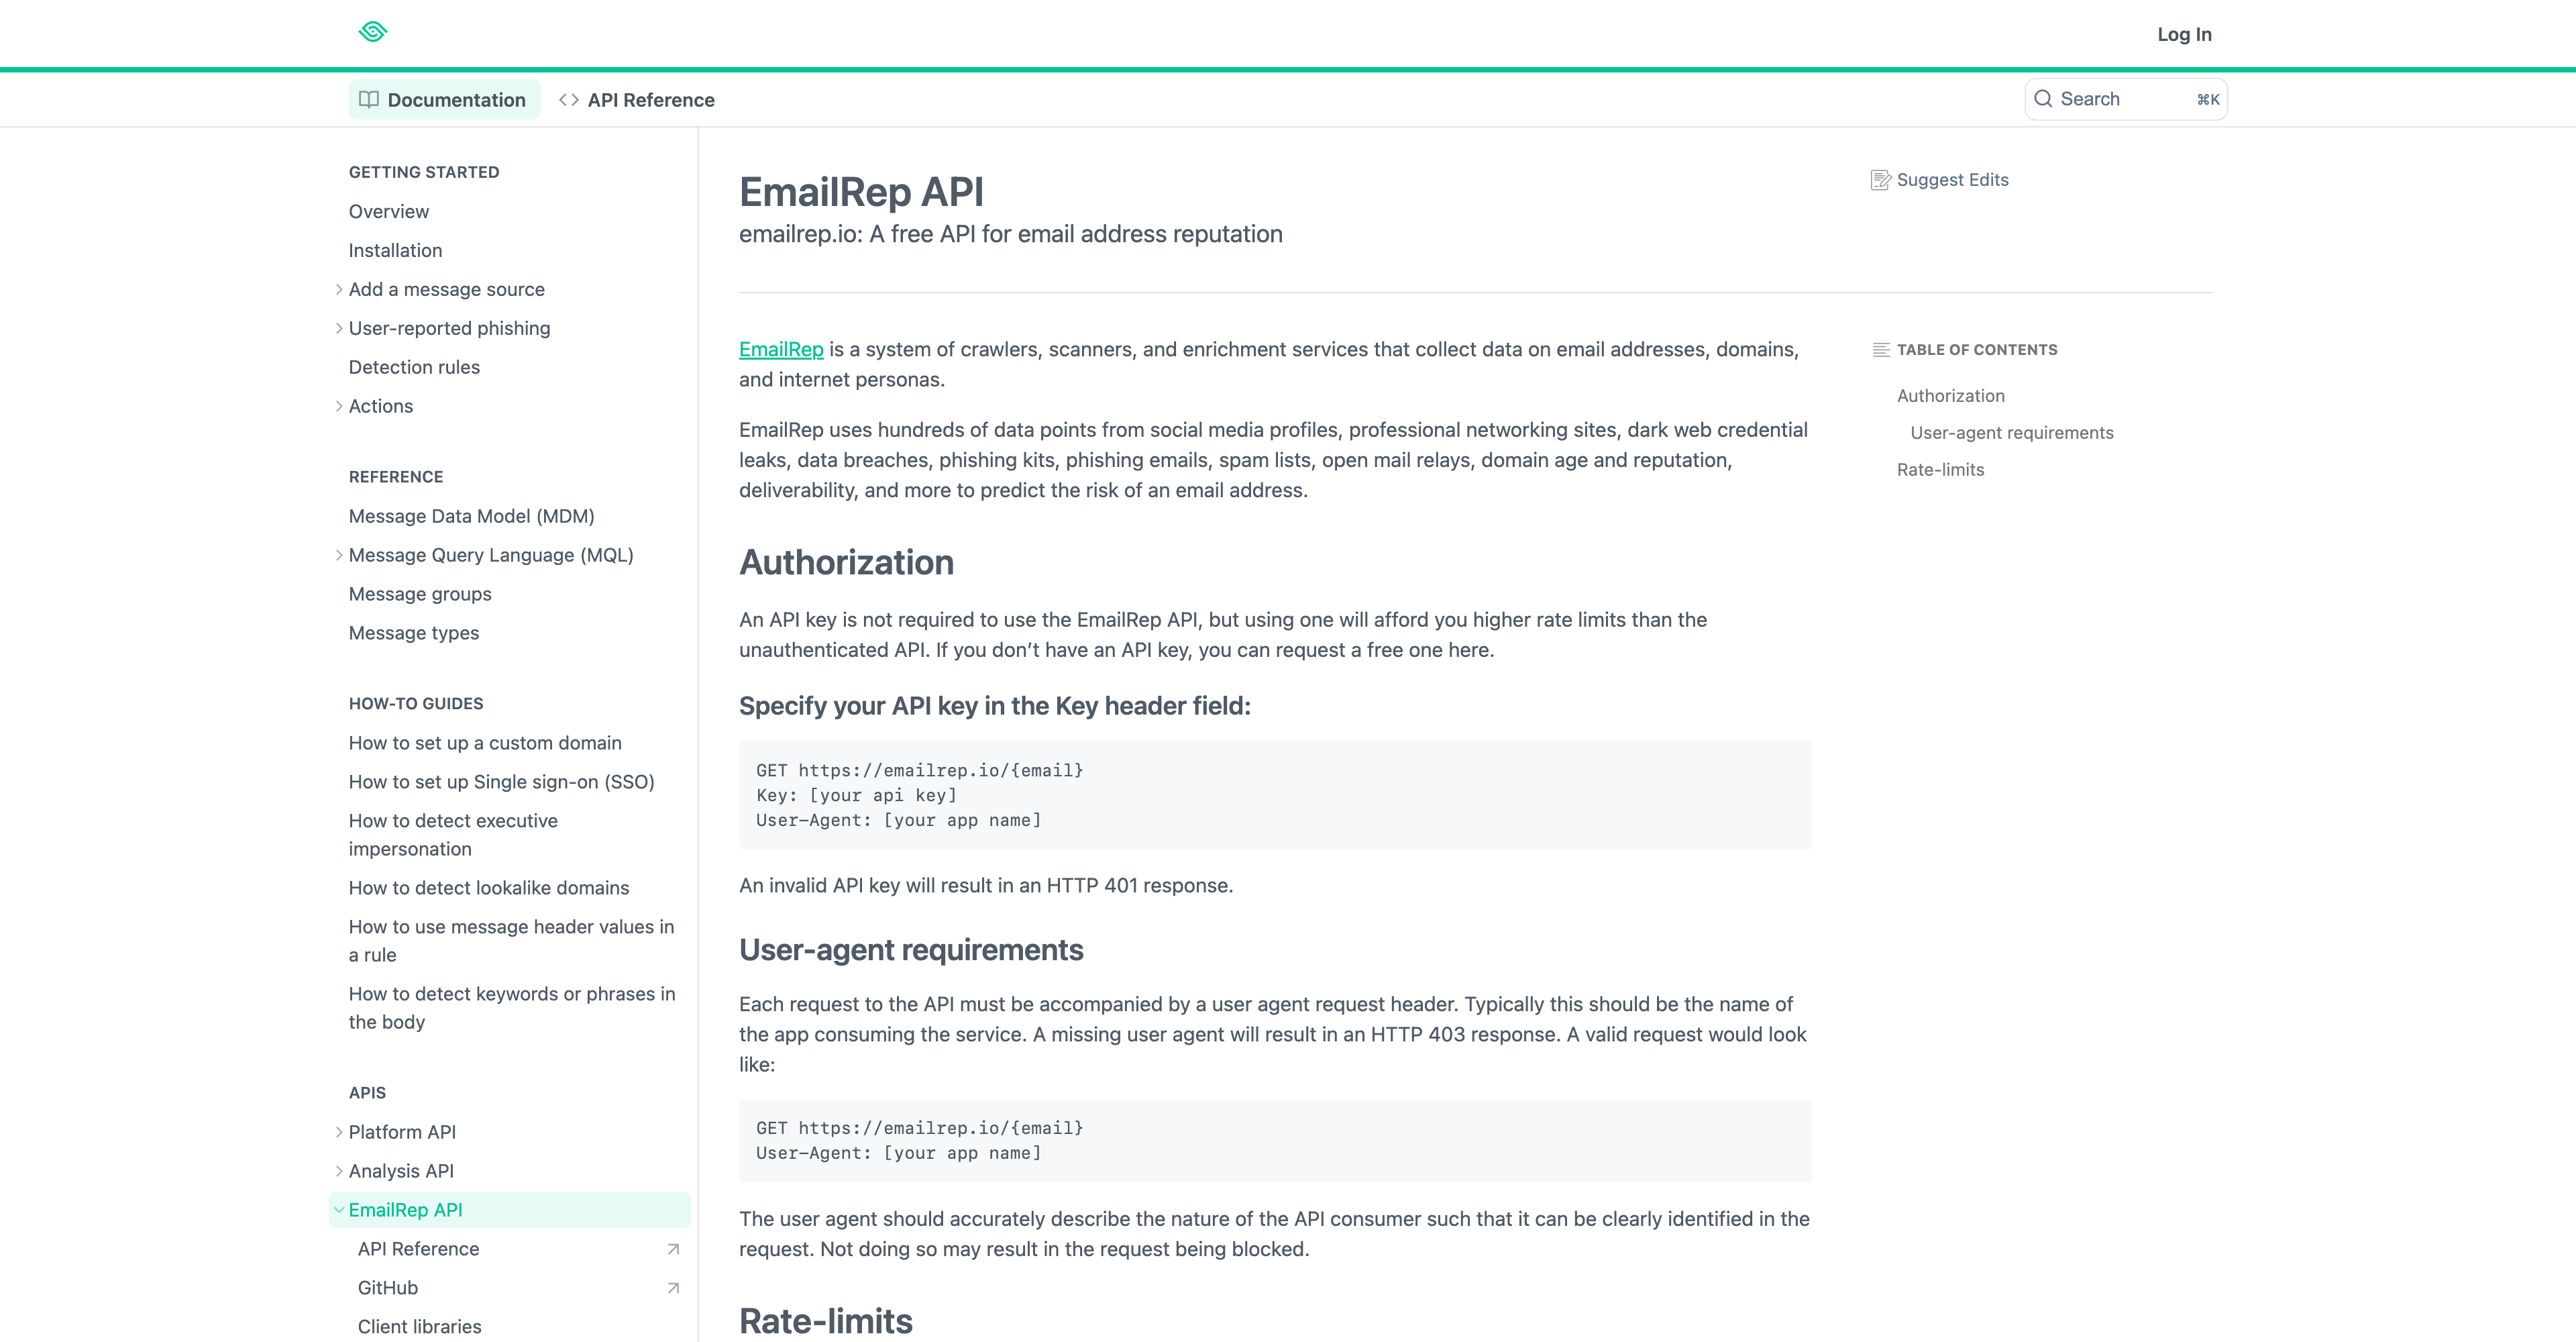 Log In
Documentation
API Reference
Search ⌘K
GETTING STARTED
Overview
Installation
Add a message source
User-reported phishing
Detection rules
Actions
REFERENCE
Message Data Model (MDM)
Message Query Language (MQL)
Message groups
Message types
HOW-TO GUIDES
How to set up a custom domain
How to set up Single sign-on (SSO)
How to detect executive
impersonation
How to detect lookalike domains
How to use message header values in
a rule
How to detect keywords or phrases in
the body
APIS
Platform API
Analysis API
EmailRep API
API Reference
GitHub
Client libraries
EmailRep API
emailrep.io: A free API for email address reputation
EmailRep is a system of crawlers, scanners, and enrichment services that collect data on email addresses, domains,
and internet personas.
EmailRep uses hundreds of data points from social media profiles, professional networking sites, dark web credential
leaks, data breaches, phishing kits, phishing emails, spam lists, open mail relays, domain age and reputation,
deliverability, and more to predict the risk of an email address.
Authorization
An API key is not required to use the EmailRep API, but using one will afford you higher rate limits than the
unauthenticated API. If you don’t have an API key, you can request a free one here.
Specify your API key in the Key header field:
GET https://emailrep.io/{email}
Key: [your api key]
User-Agent: [your app name]
An invalid API key will result in an HTTP 401 response.
User-agent requirements
Each request to the API must be accompanied by a user agent request header. Typically this should be the name of
the app consuming the service. A missing user agent will result in an HTTP 403 response. A valid request would look
like:
GET https://emailrep.io/{email}
User-Agent: [your app name]
The user agent should accurately describe the nature of the API consumer such that it can be clearly identified in the
request. Not doing so may result in the request being blocked.
Rate-limits
Suggest Edits
TABLE OF CONTENTS
Authorization
User-agent requirements
Rate-limits